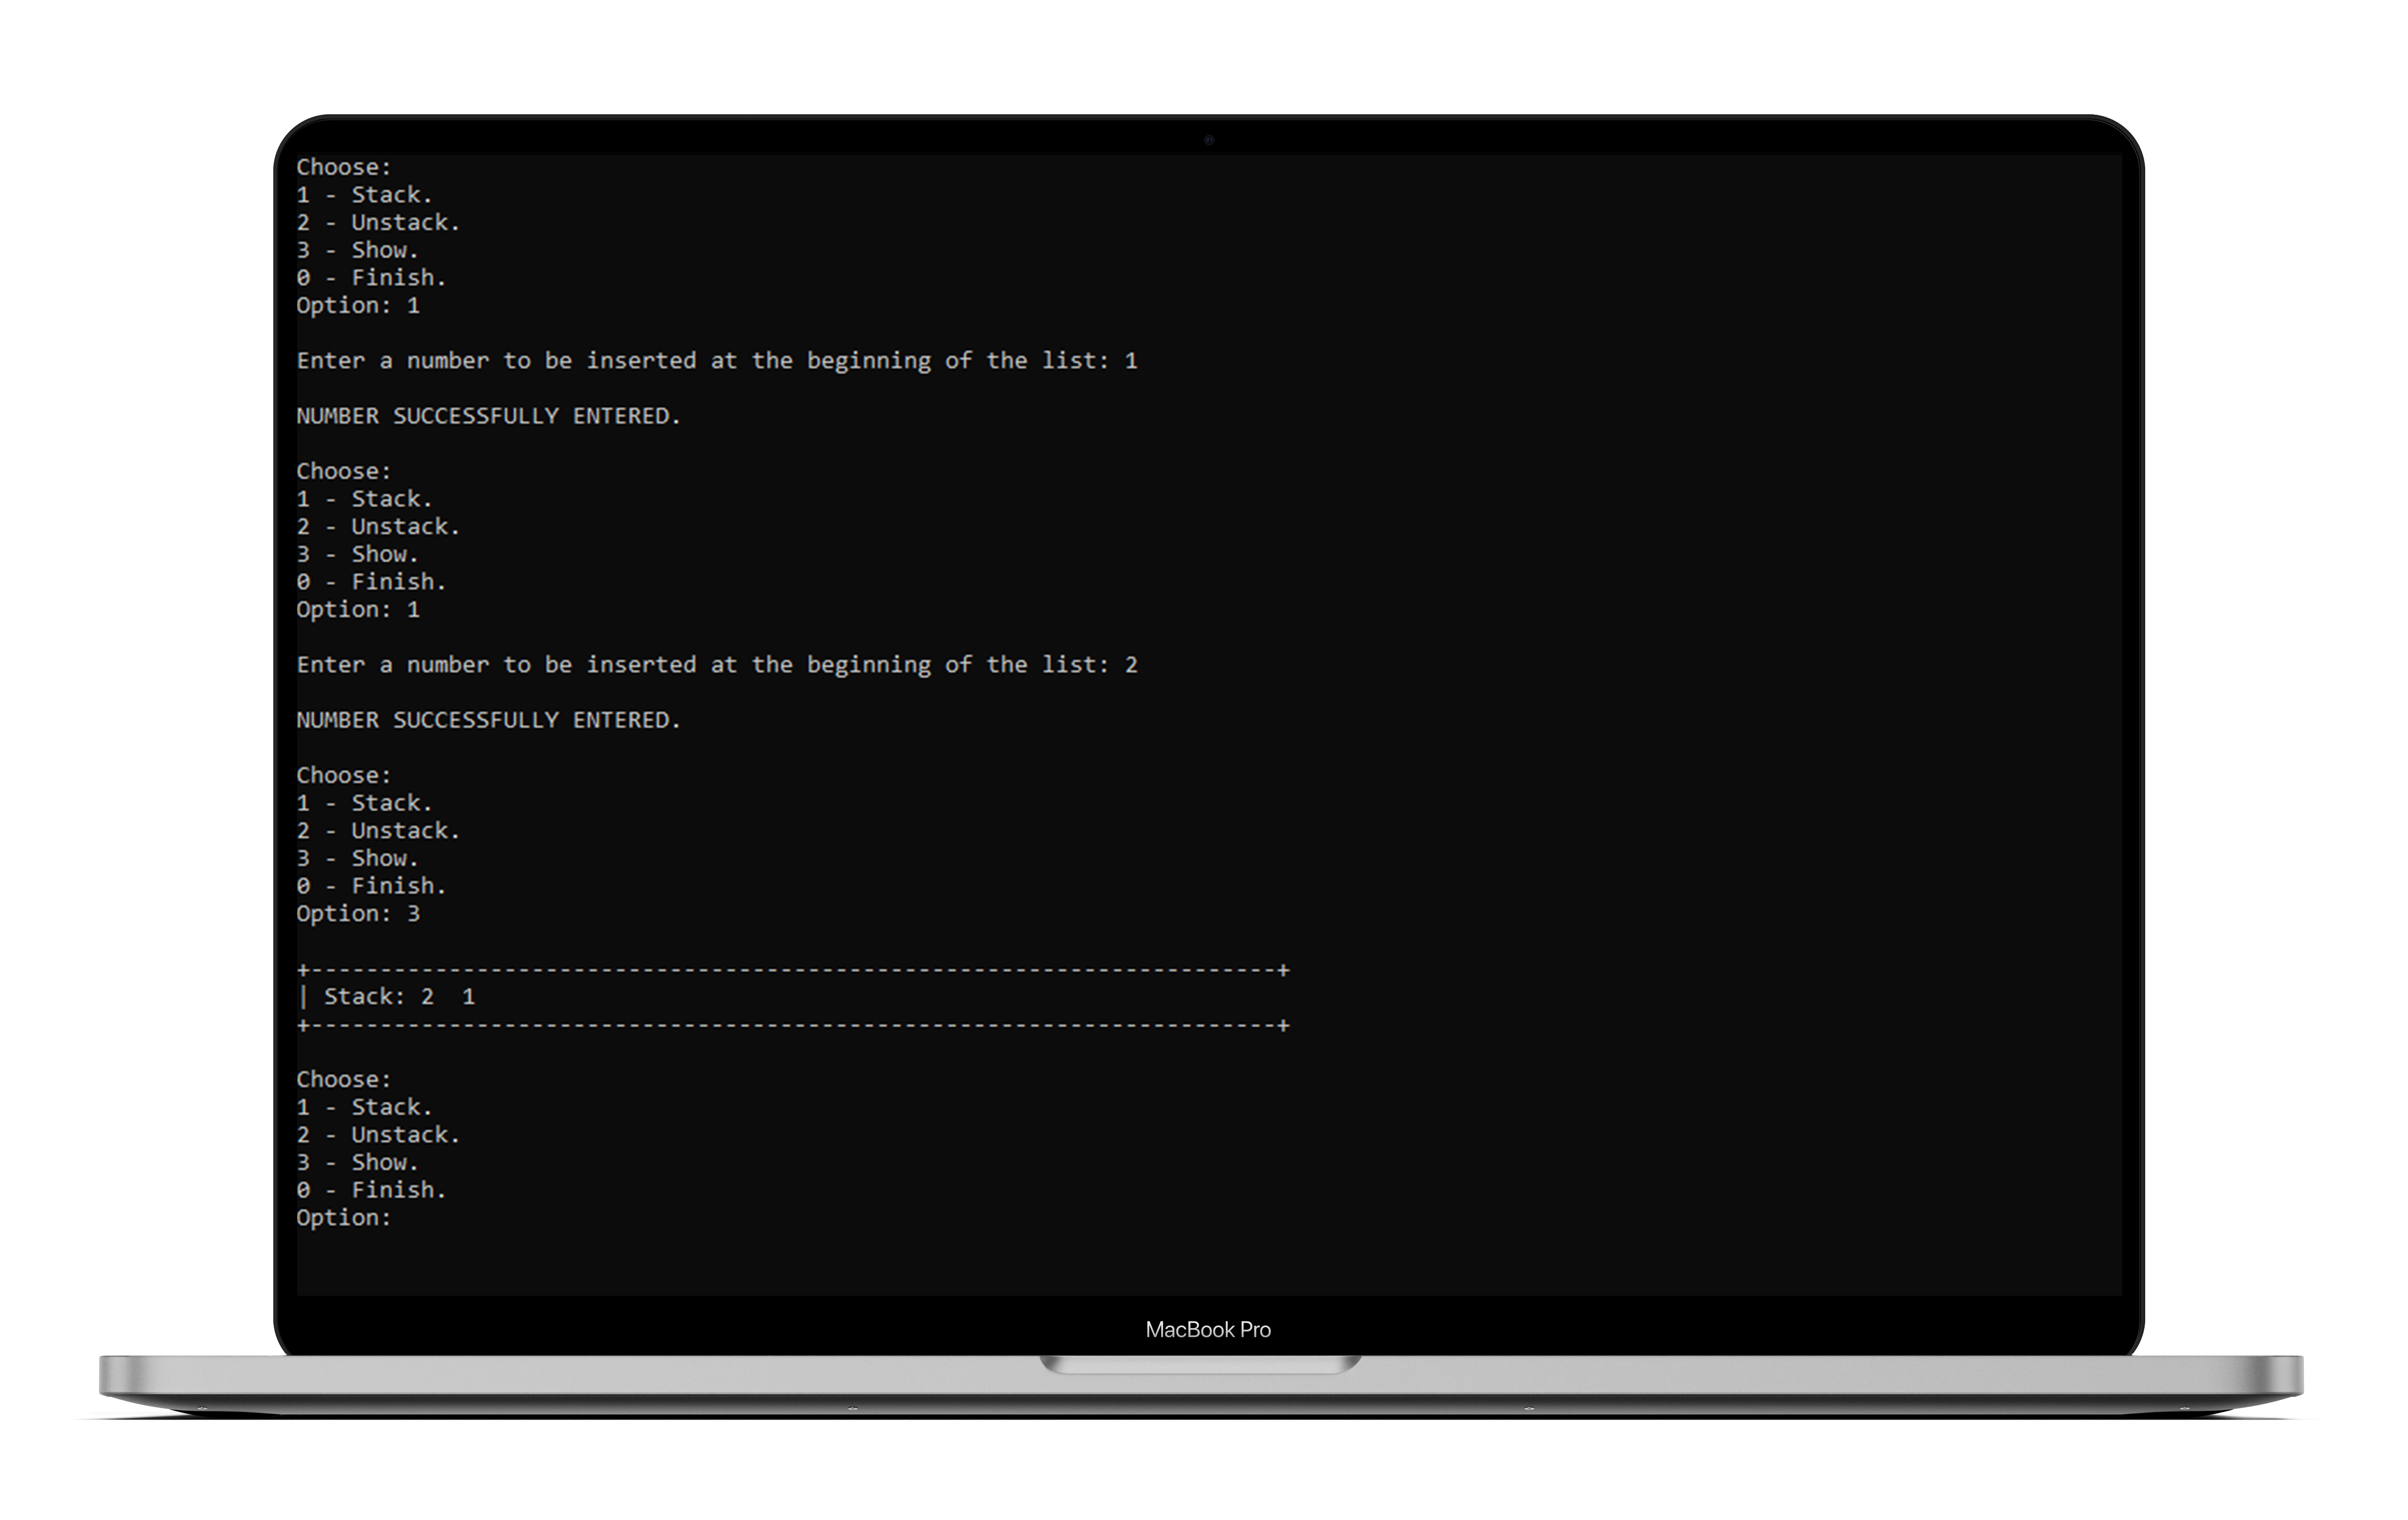 Choose:
1 - Stack.
2 - Unstack.
3 - Show.
0 - Finish.
Option: 1
Enter a number to be inserted at the beginning of the list: 1
NUMBER SUCCESSFULLY ENTERED.
Choose:
1 - Stack.
2 - Unstack.
3 - Show.
0 - Finish.
Option: 1
Enter a number to be inserted at the beginning of the list: 2
NUMBER SUCCESSFULLY ENTERED.
Choose:
1 - Stack.
2 - Unstack.
3 - Show.
0 - Finish.
Option: 3
+----------------------------------------------------------------------+
| Stack: 2  1
+----------------------------------------------------------------------+
Choose:
1 - Stack.
2 - Unstack.
3 - Show.
0 - Finish.
Option:
MacBook Pro